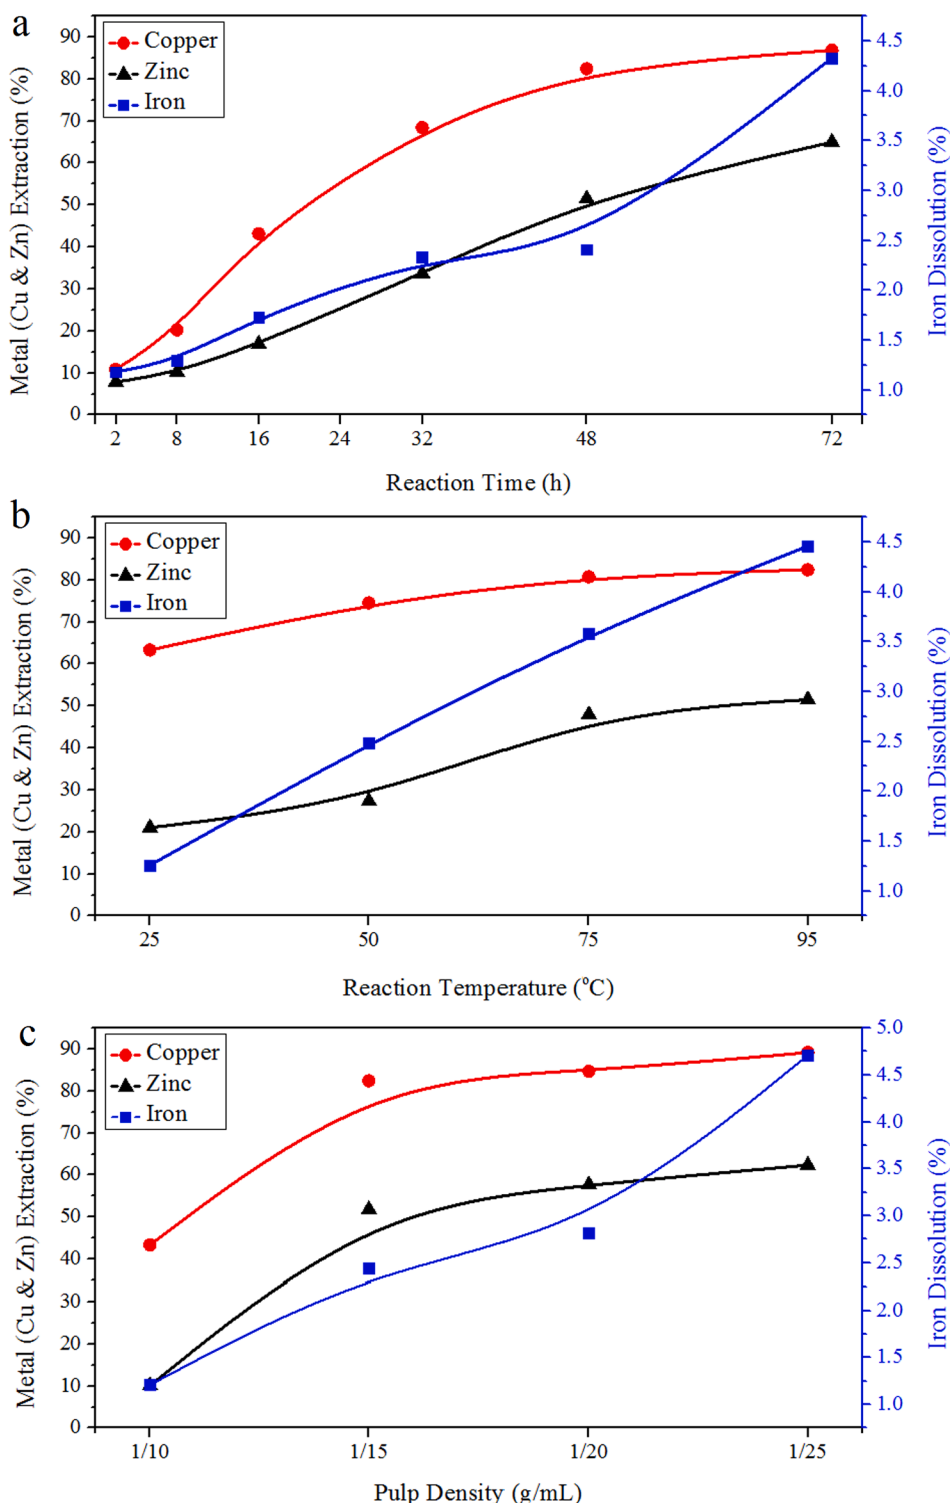 a
Copper
Zinc
Iron
Metal (Cu & Zn) Extraction (%)
90
80
70
60
50
40
30
20
10
0
4.5
4.0
3.5
3.0
2.5
2.0
1.5
1.0
Iron Dissolution (%)
2 8 16 24 32 48 72
Reaction Time (h)
b
Copper
Zinc
Iron
Metal (Cu & Zn) Extraction (%)
90
80
70
60
50
40
30
20
10
0
4.5
4.0
3.5
3.0
2.5
2.0
1.5
1.0
Iron Dissolution (%)
25 50 75 95
Reaction Temperature (°C)
c
Copper
Zinc
Iron
Metal (Cu & Zn) Extraction (%)
90
80
70
60
50
40
30
20
10
0
5.0
4.5
4.0
3.5
3.0
2.5
2.0
1.5
1.0
Iron Dissolution (%)
1/10 1/15 1/20 1/25
Pulp Density (g/mL)